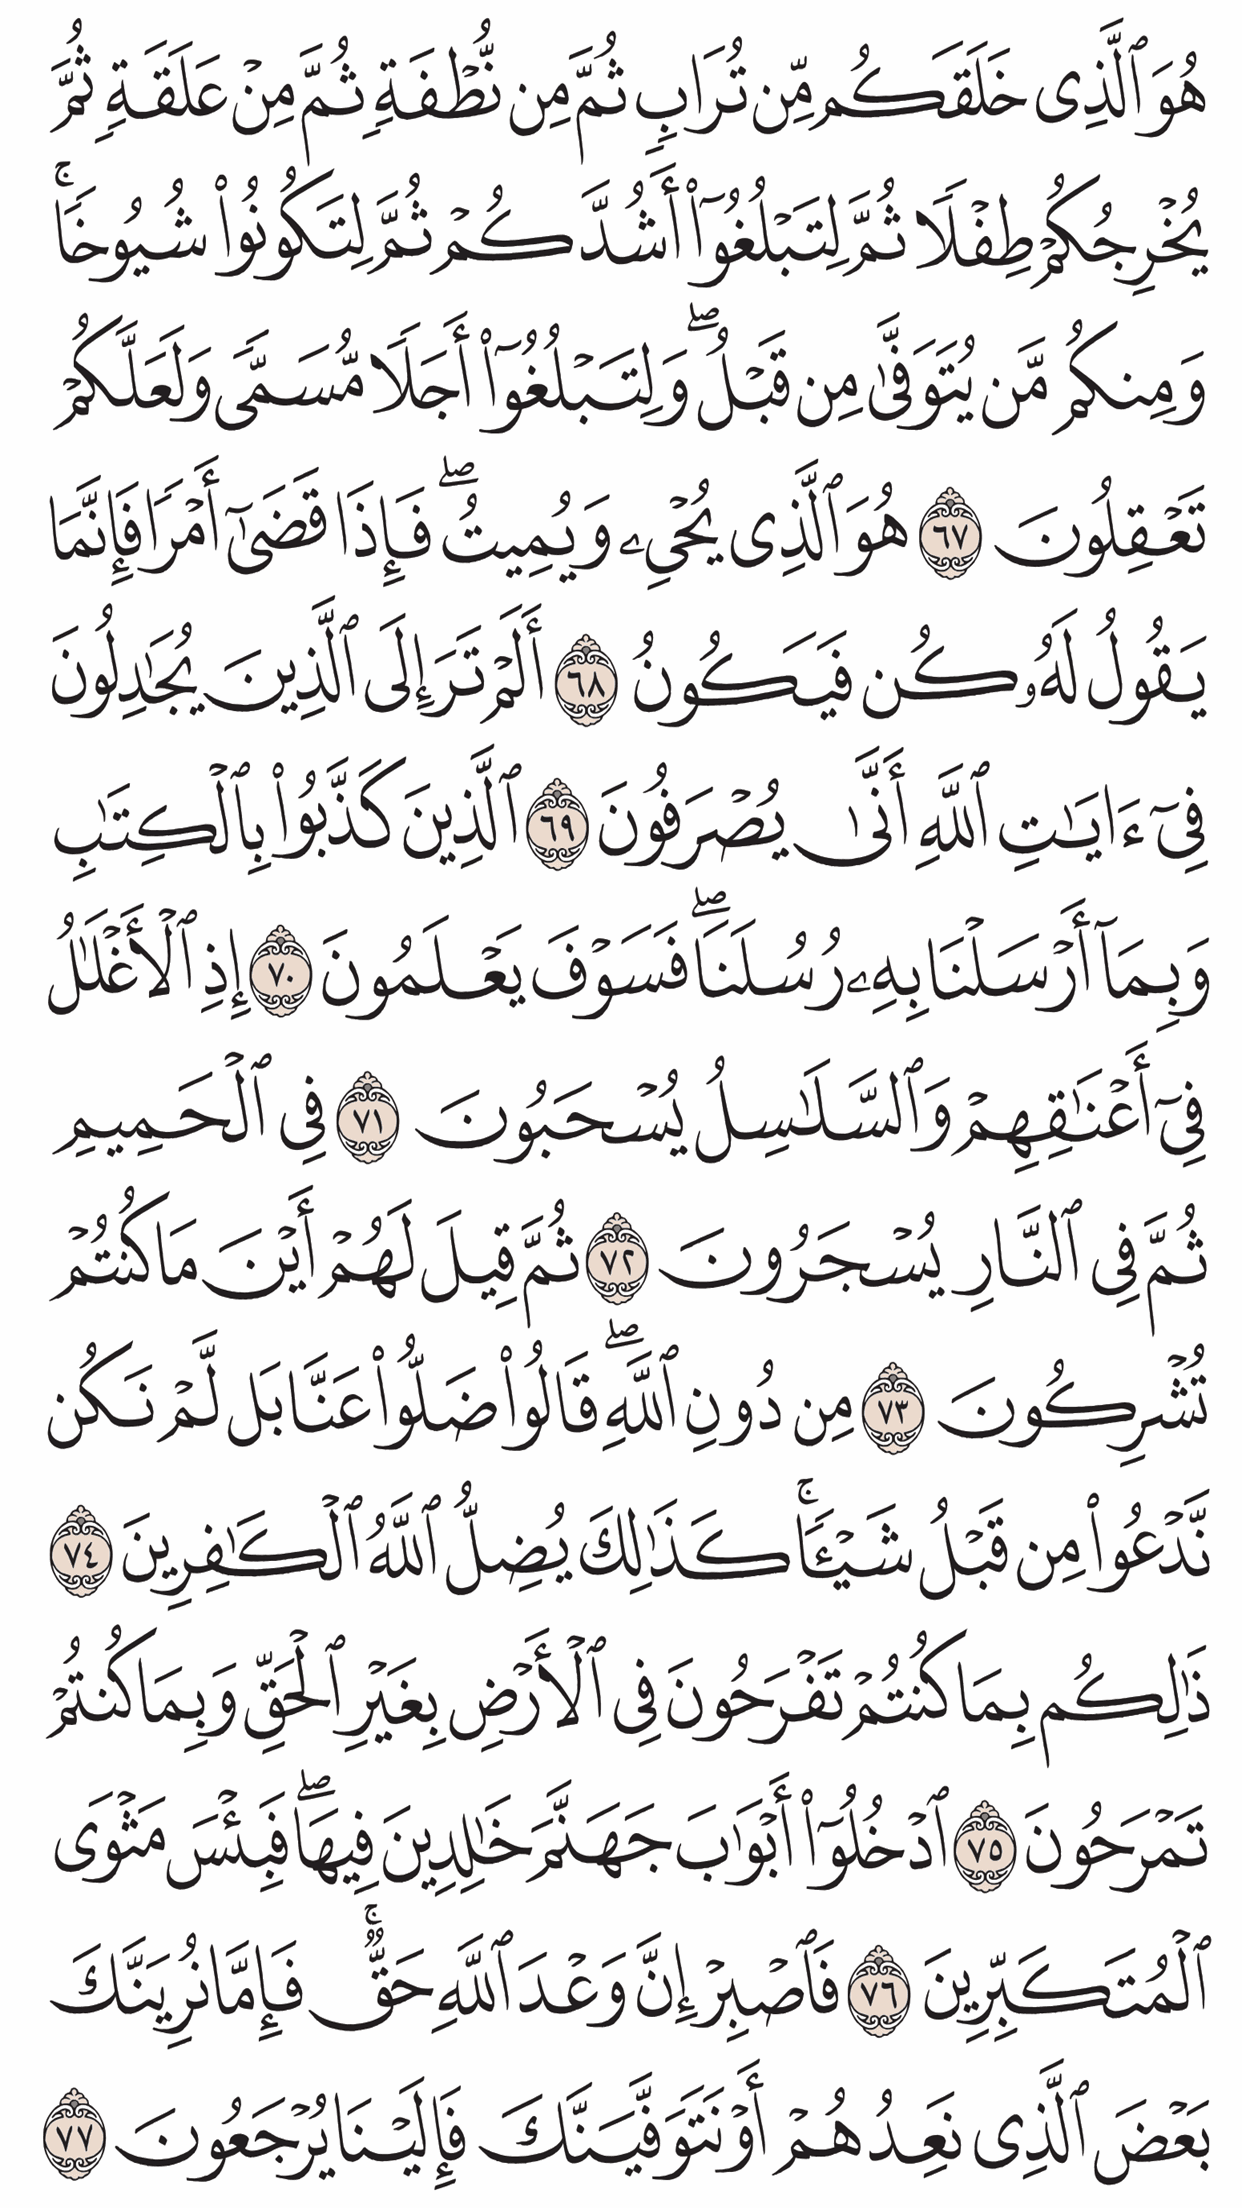 هُوَ ٱلَّذِى خَلَقَكُم مِّن تُرَابٍ ثُمَّ مِن نُّطْفَةٍ ثُمَّ مِنْ عَلَقَةٍ ثُمَّ
يُخْرِجُكُمْ طِفْلًا ثُمَّ لِتَبْلُغُوٓا۟ أَشُدَّكُمْ ثُمَّ لِتَكُونُوا۟ شُيُوخًا ۚ
وَمِنكُم مَّن يُتَوَفَّىٰ مِن قَبْلُ ۖ وَلِتَبْلُغُوٓا۟ أَجَلًا مُّسَمًّى وَلَعَلَّكُمْ
تَعْقِلُونَ ٦٧ هُوَ ٱلَّذِى يُحْىِۦ وَيُمِيتُ ۖ فَإِذَا قَضَىٰٓ أَمْرًا فَإِنَّمَا
يَقُولُ لَهُۥ كُن فَيَكُونُ ٦٨ أَلَمْ تَرَ إِلَى ٱلَّذِينَ يُجَٰدِلُونَ
فِىٓ ءَايَٰتِ ٱللَّهِ أَنَّىٰ يُصْرَفُونَ ٦٩ ٱلَّذِينَ كَذَّبُوا۟ بِٱلْكِتَٰبِ
وَبِمَآ أَرْسَلْنَا بِهِۦ رُسُلَنَا ۖ فَسَوْفَ يَعْلَمُونَ ٧٠ إِذِ ٱلْأَغْلَٰلُ
فِىٓ أَعْنَٰقِهِمْ وَٱلسَّلَٰسِلُ يُسْحَبُونَ ٧١ فِى ٱلْحَمِيمِ
ثُمَّ فِى ٱلنَّارِ يُسْجَرُونَ ٧٢ ثُمَّ قِيلَ لَهُمْ أَيْنَ مَا كُنتُمْ
تُشْرِكُونَ ٧٣ مِن دُونِ ٱللَّهِ ۖ قَالُوا۟ ضَلُّوا۟ عَنَّا بَل لَّمْ نَكُن
نَّدْعُوا۟ مِن قَبْلُ شَيْـًٔا ۚ كَذَٰلِكَ يُضِلُّ ٱللَّهُ ٱلْكَٰفِرِينَ ٧٤
ذَٰلِكُم بِمَا كُنتُمْ تَفْرَحُونَ فِى ٱلْأَرْضِ بِغَيْرِ ٱلْحَقِّ وَبِمَا كُنتُمْ
تَمْرَحُونَ ٧٥ ٱدْخُلُوٓا۟ أَبْوَٰبَ جَهَنَّمَ خَٰلِدِينَ فِيهَا ۖ فَبِئْسَ مَثْوَى
ٱلْمُتَكَبِّرِينَ ٧٦ فَٱصْبِرْ إِنَّ وَعْدَ ٱللَّهِ حَقٌّ ۚ فَإِمَّا نُرِيَنَّكَ
بَعْضَ ٱلَّذِى نَعِدُهُمْ أَوْ نَتَوَفَّيَنَّكَ فَإِلَيْنَا يُرْجَعُونَ ٧٧